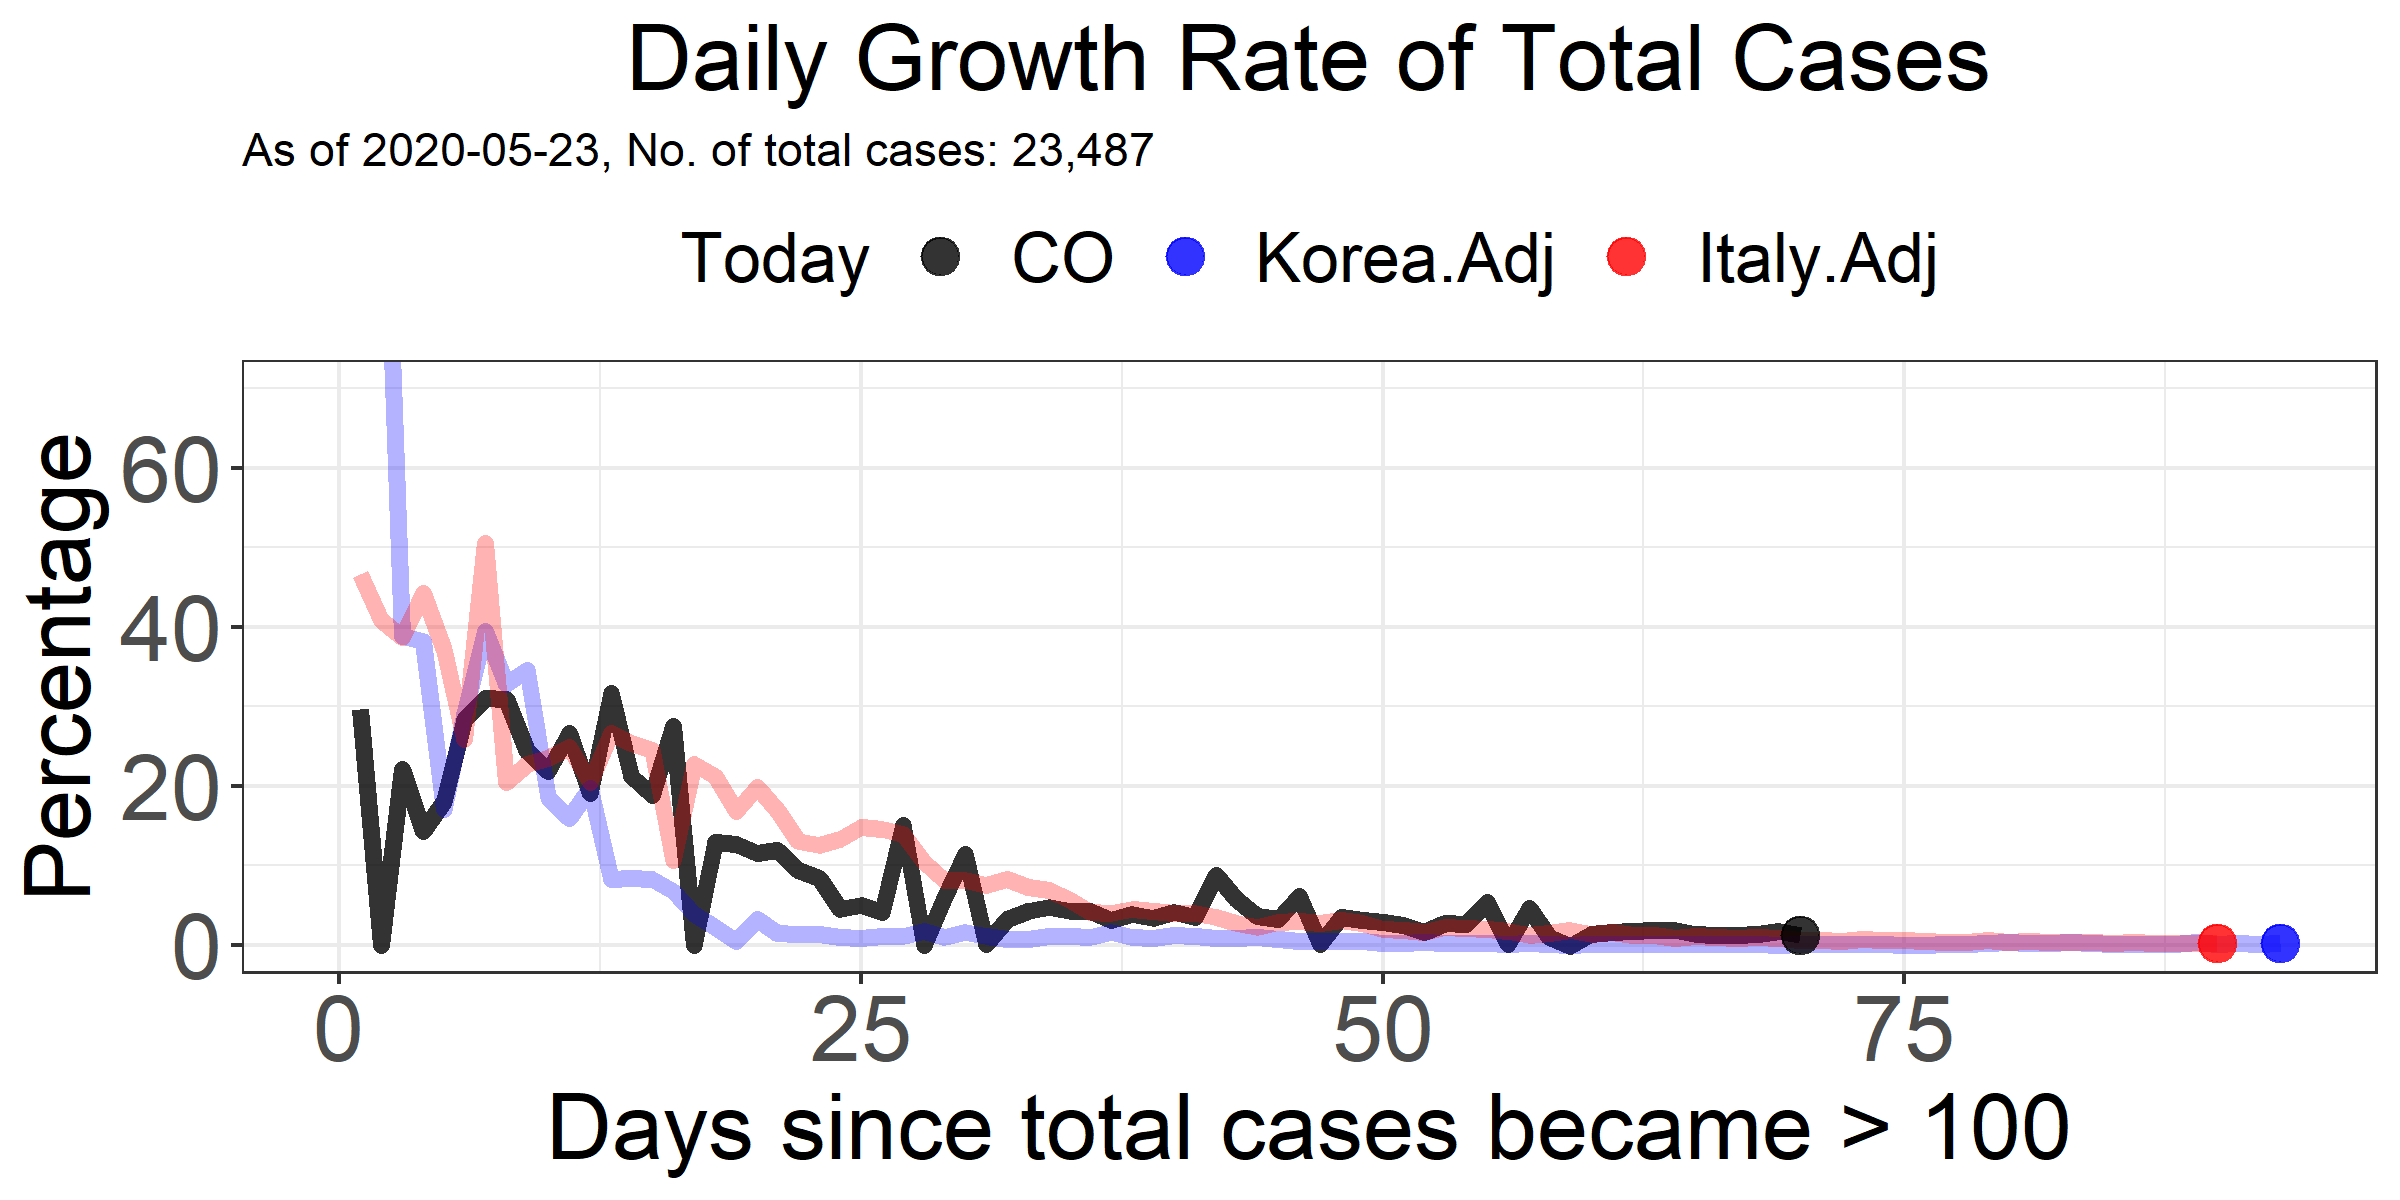 Daily Growth Rate of Total Cases
As of 2020-05-23, No. of total cases: 23,487
Today CO Korea.Adj Italy.Adj
Percentage
60
40
20
0
0 25 50 75
Days since total cases became > 100